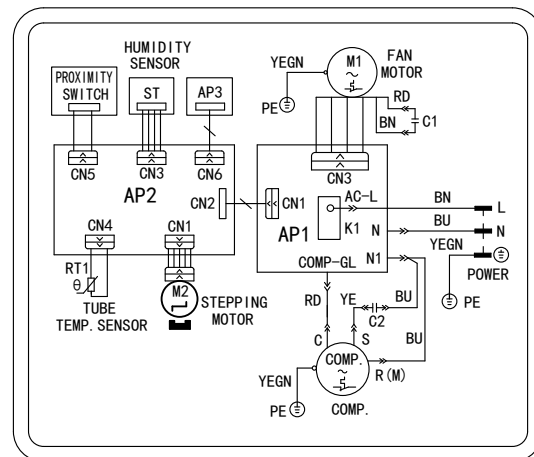 HUMIDITY
SENSOR
PROXIMITY
SWITCH
ST
AP3
YEGN
M1
FAN
MOTOR
PE
RD
BN
C1
CN5
CN3
CN6
CN3
AP2
CN2
CN1
AC-L
BN
L
K1
AP1
N
BU
N
CN4
CN1
YEGN
N1
COMP-GL
POWER
RT1
θ
M2
STEPPING
MOTOR
TUBE
TEMP. SENSOR
RD
YE
BU
C2
PE
BU
C
S
COMP.
R(M)
YEGN
PE
COMP.